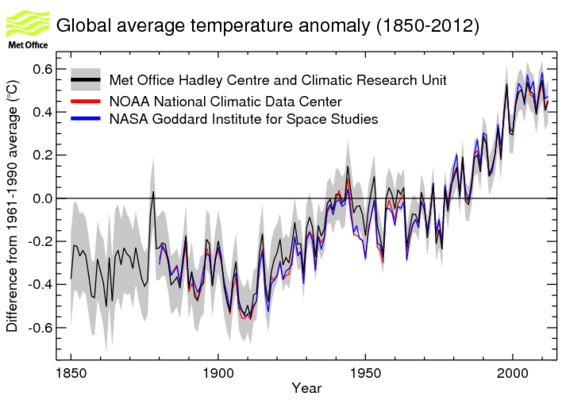 Met Office
Global average temperature anomaly (1850-2012)
Met Office Hadley Centre and Climatic Research Unit
NOAA National Climatic Data Center
NASA Goddard Institute for Space Studies
Difference from 1961-1990 average (°C)
0.6
0.4
0.2
0.0
-0.2
-0.4
-0.6
1850 1900 1950 2000
Year